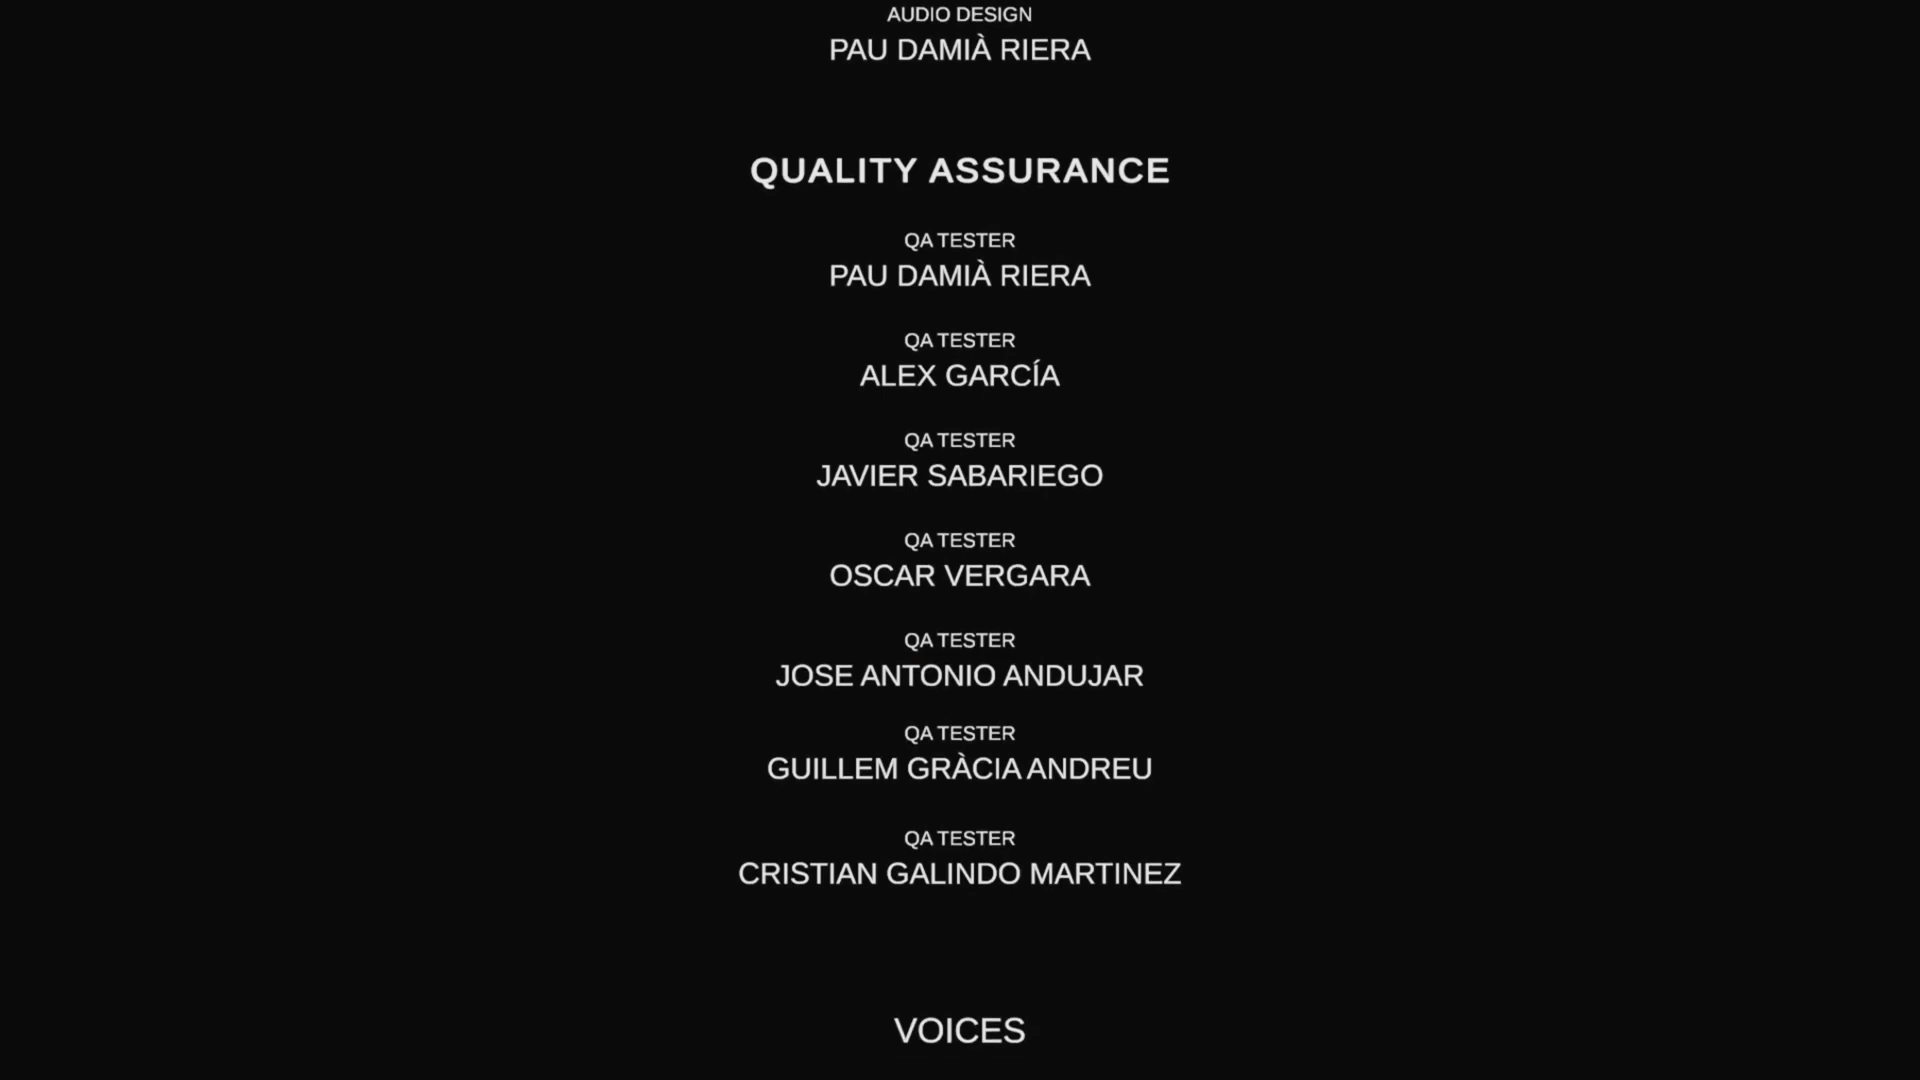 AUDIO DESIGN
PAU DAMIÀ RIERA
QUALITY ASSURANCE
QA TESTER
PAU DAMIÀ RIERA
QA TESTER
ALEX GARCÍA
QA TESTER
JAVIER SABARIEGO
QA TESTER
OSCAR VERGARA
QA TESTER
JOSE ANTONIO ANDUJAR
QA TESTER
GUILLEM GRÀCIA ANDREU
QA TESTER
CRISTIAN GALINDO MARTINEZ
VOICES